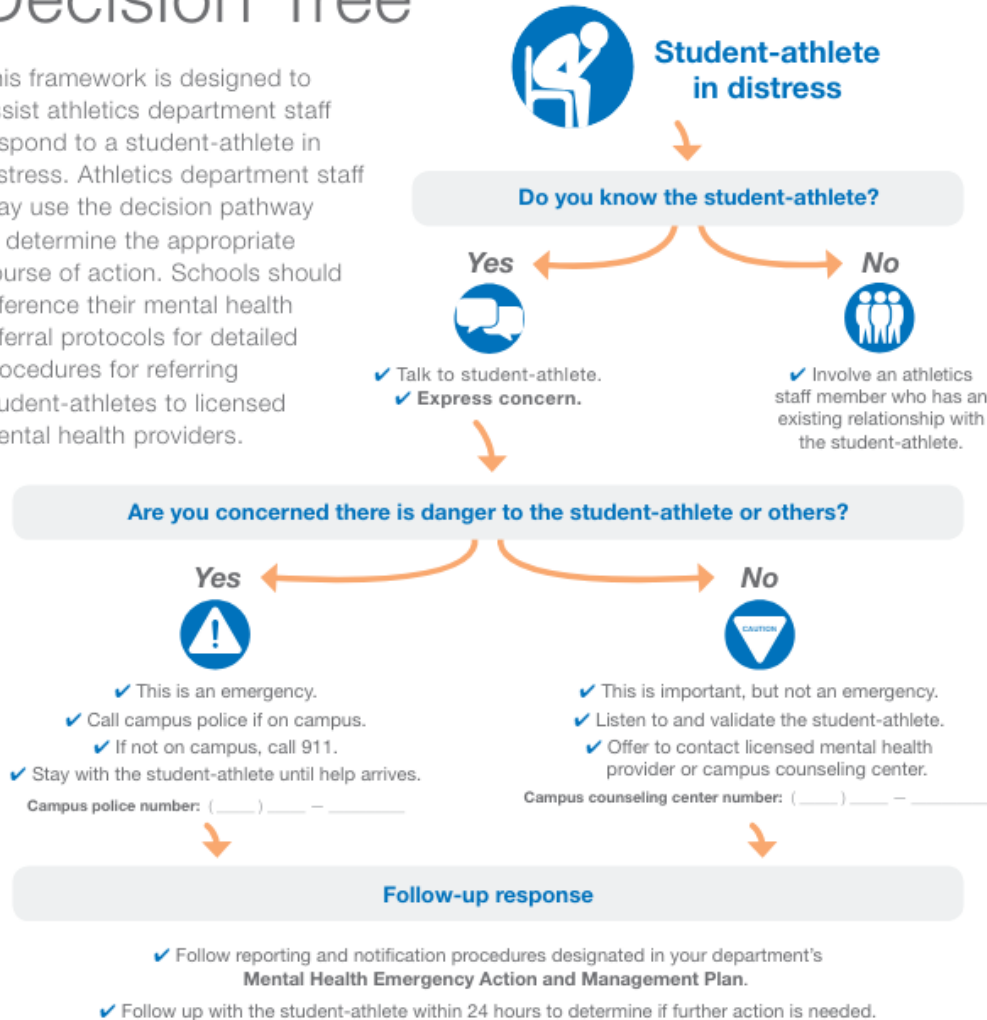 Decision Tree
his framework is designed to
ssist athletics department staff
spond to a student-athlete in
stress. Athletics department staff
ay use the decision pathway
determine the appropriate
ourse of action. Schools should
ference their mental health
ferral protocols for detailed
ocedures for referring
udent-athletes to licensed
ental health providers.
Student-athlete
in distress
Do you know the student-athlete?
Yes
✔ Talk to student-athlete.
✔ Express concern.
No
✔ Involve an athletics
staff member who has an
existing relationship with
the student-athlete.
Are you concerned there is danger to the student-athlete or others?
Yes
✔ This is an emergency.
✔ Call campus police if on campus.
✔ If not on campus, call 911.
✔ Stay with the student-athlete until help arrives.
Campus police number: (____) ____ – ________
No
CAUTION
✔ This is important, but not an emergency.
✔ Listen to and validate the student-athlete.
✔ Offer to contact licensed mental health
provider or campus counseling center.
Campus counseling center number: (____) ____ – ________
Follow-up response
✔ Follow reporting and notification procedures designated in your department's
Mental Health Emergency Action and Management Plan.
✔ Follow up with the student-athlete within 24 hours to determine if further action is needed.